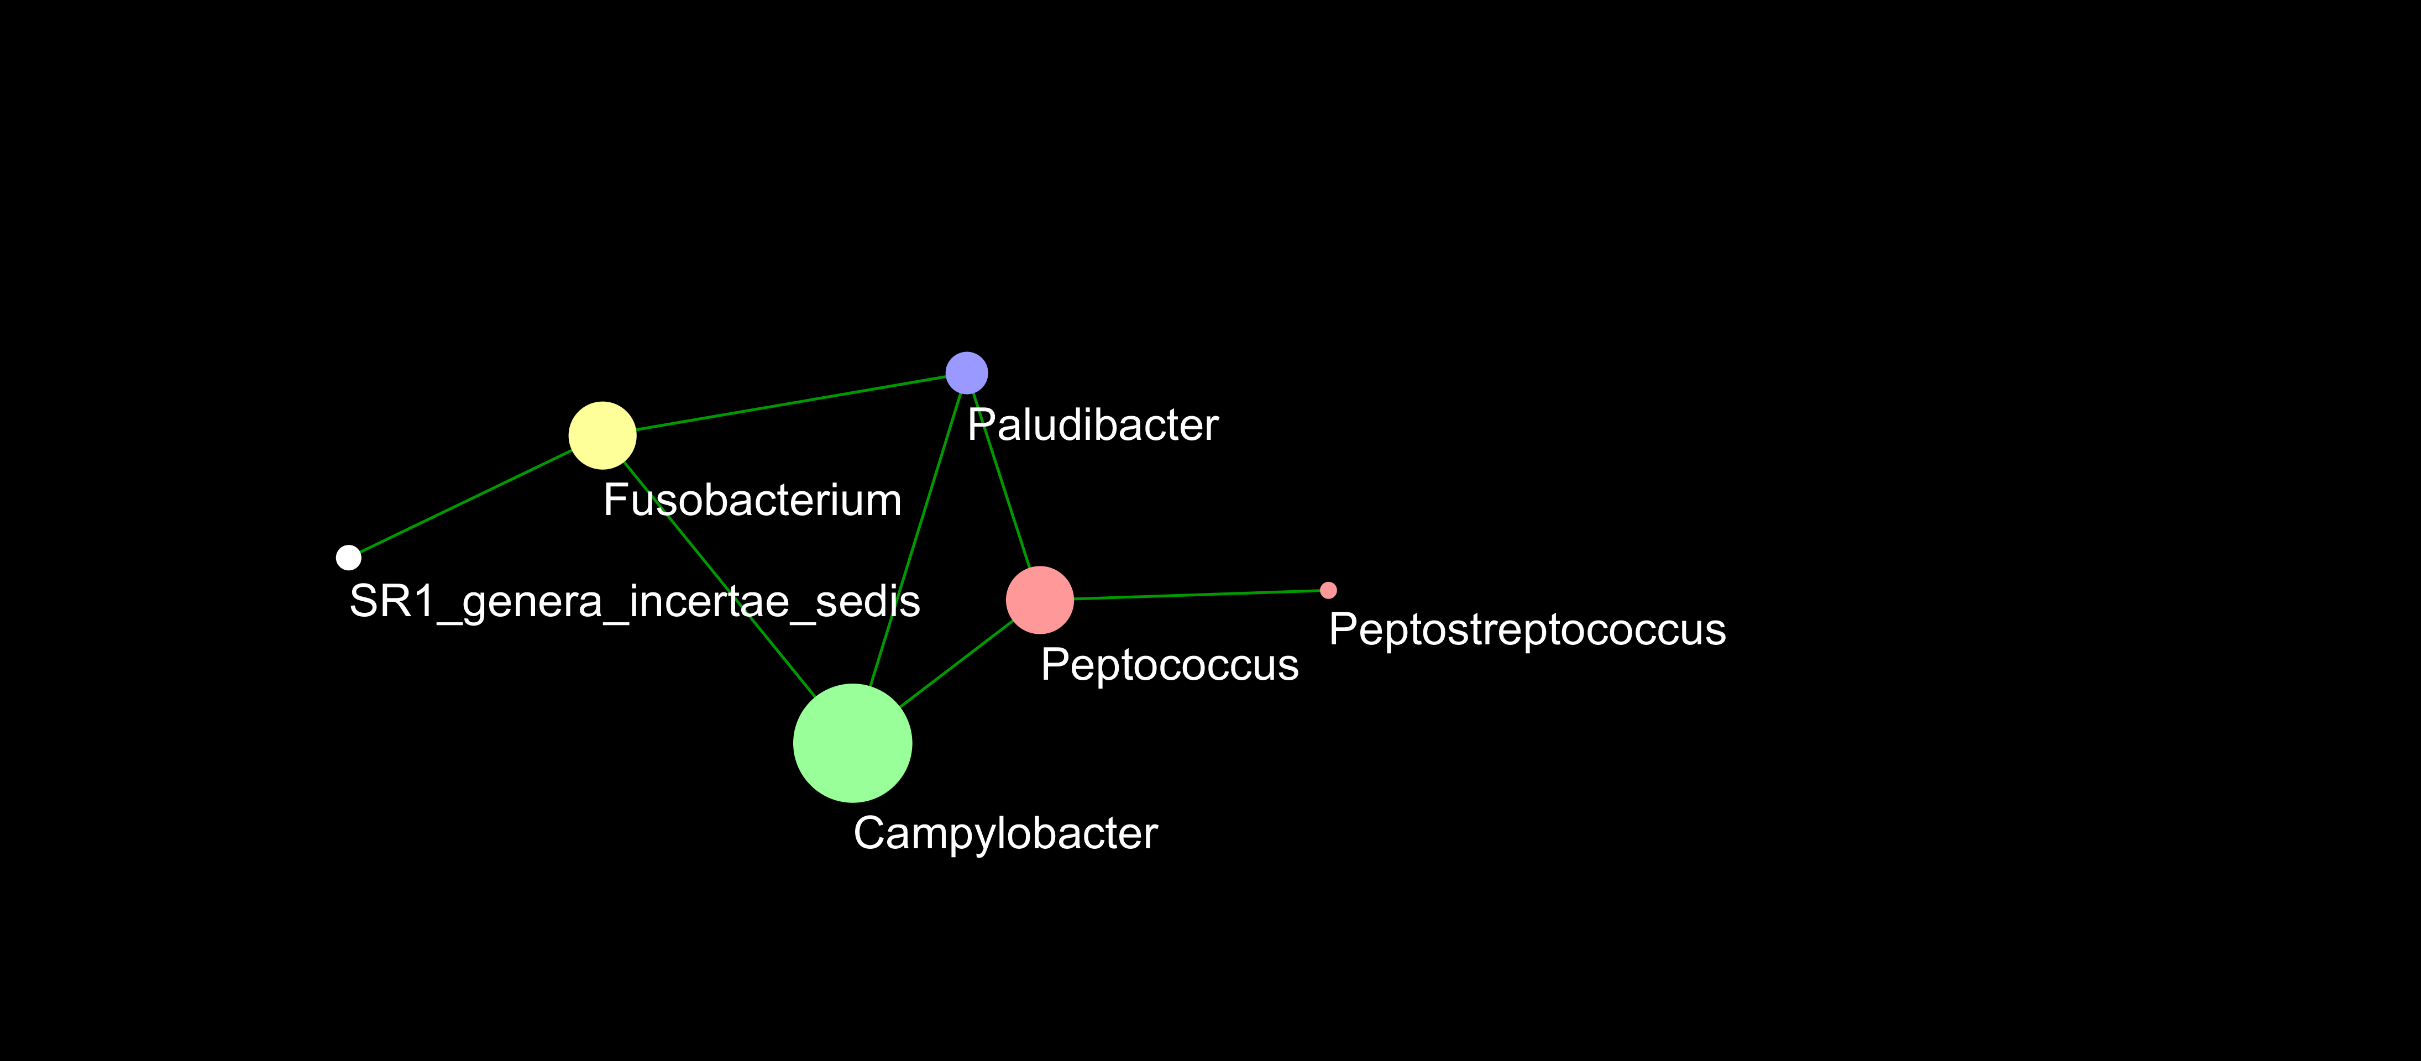 Paludibacter
Fusobacterium
SR1_genera_incertae_sedis
Peptostreptococcus
Peptococcus
Campylobacter